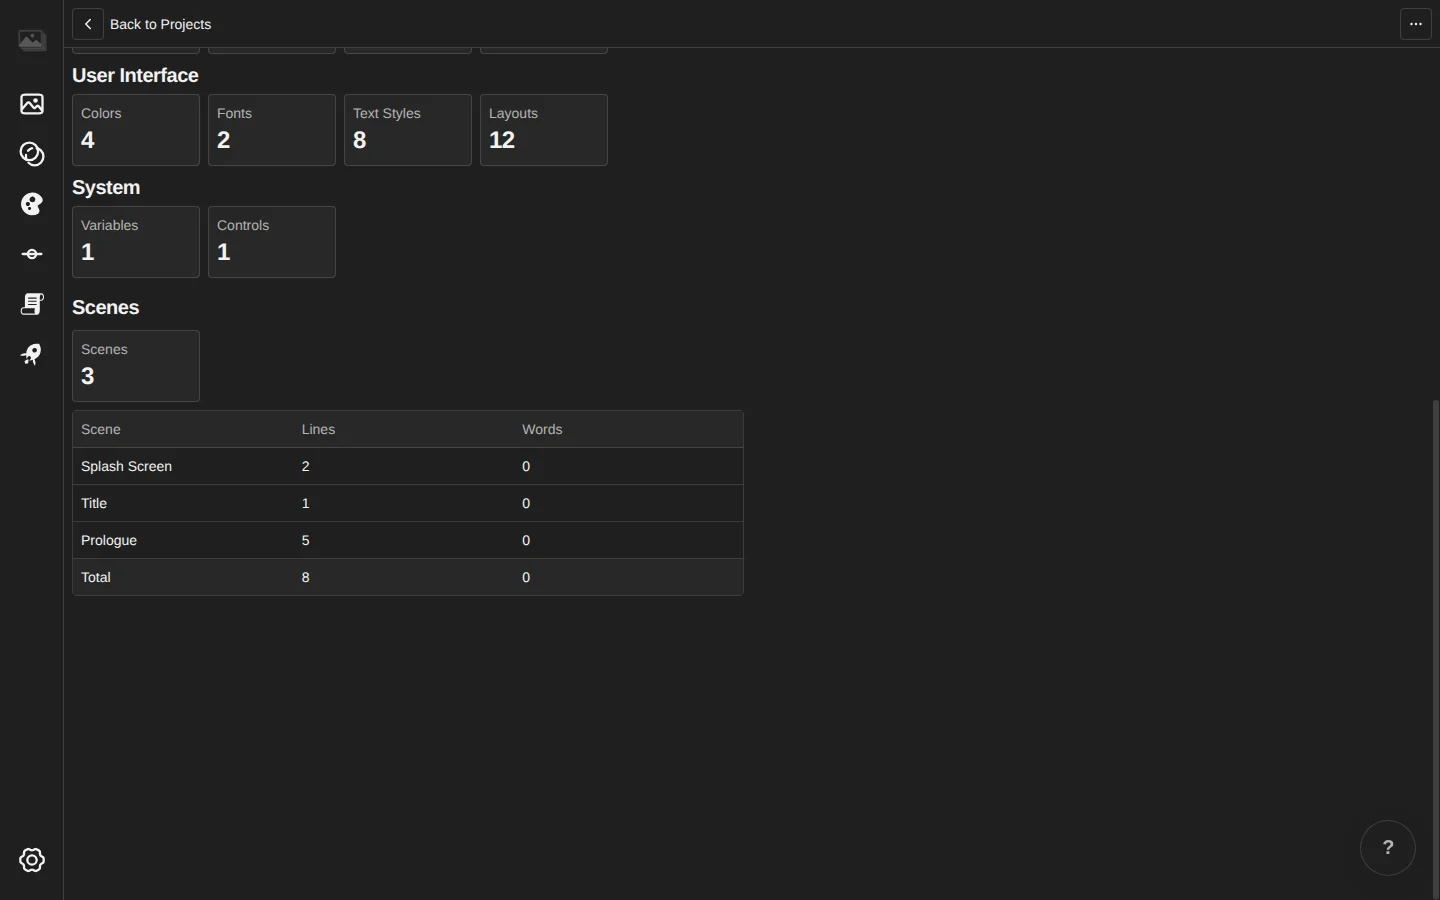 Back to Projects
User Interface
Colors Fonts Text Styles Layouts
4 2 8 12
System
Variables Controls
1 1
Scenes
Scenes
3
Scene Lines Words
Splash Screen 2 0
Title 1 0
Prologue 5 0
Total 8 0
?